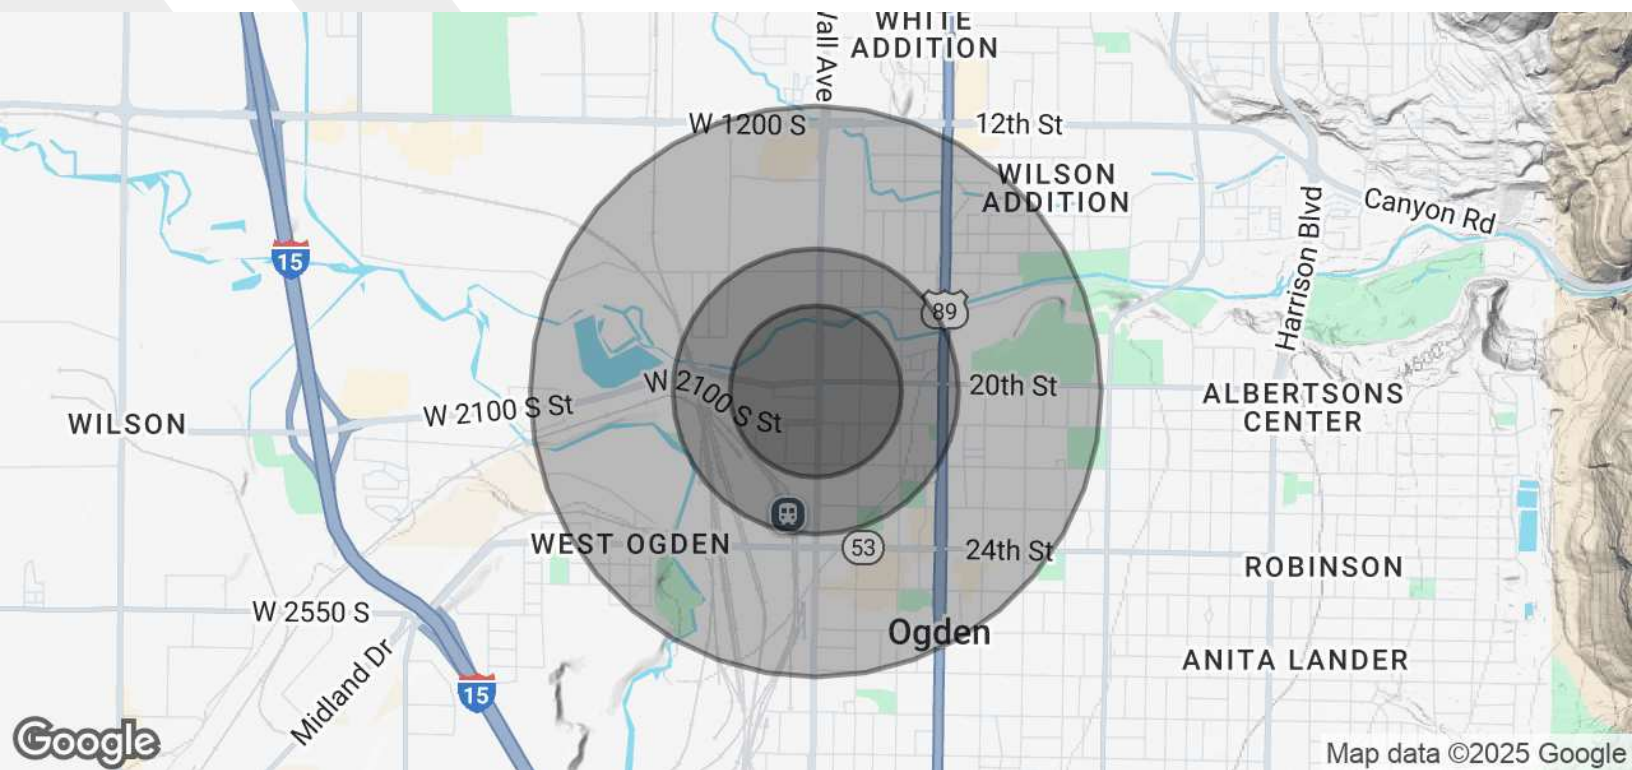 WHITE
ADDITION
Wall Ave
W 1200 S
12th St
WILSON
ADDITION
Canyon Rd
Harrison Blvd
15
89
W 2100 S St
20th St
ALBERTSONS
CENTER
W 2100 S St
WILSON
WEST OGDEN
53
24th St
ROBINSON
W 2550 S
Ogden
ANITA LANDER
Midland Dr
15
Google
Map data ©2025 Google